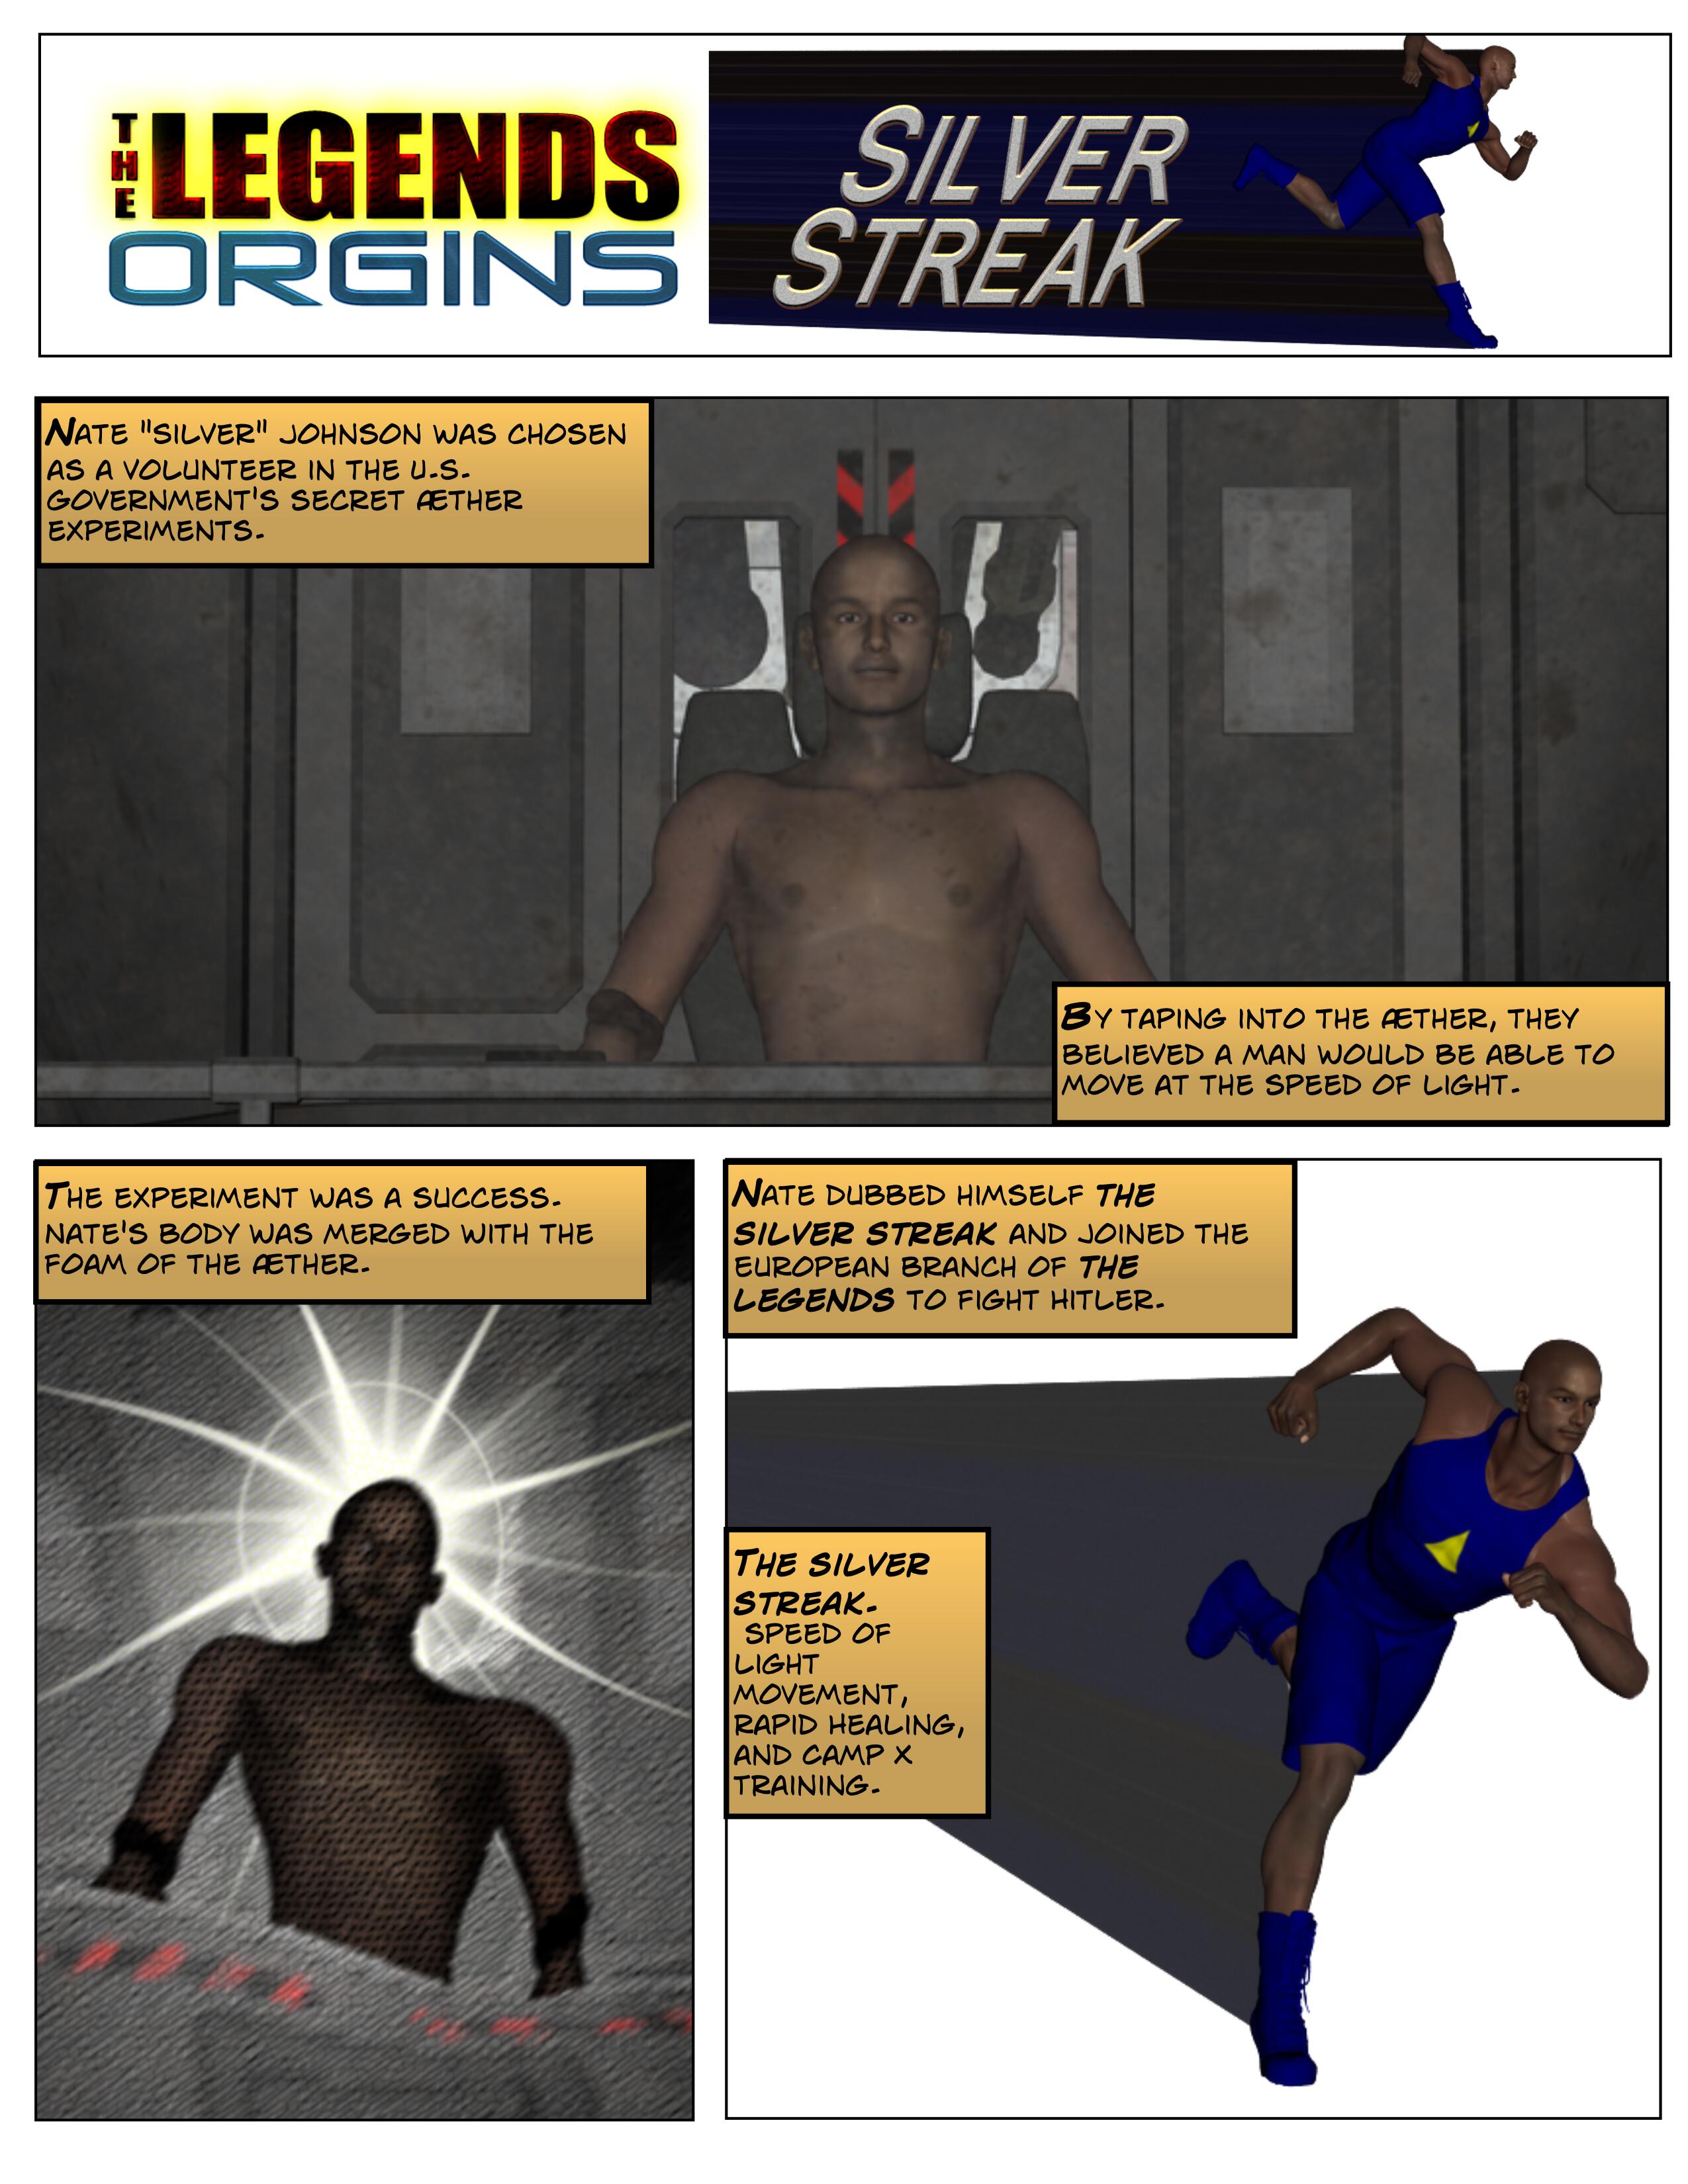 THE LEGENDS
ORGINS
SILVER
STREAK
NATE "SILVER" JOHNSON WAS CHOSEN
AS A VOLUNTEER IN THE U.S.
GOVERNMENT'S SECRET ÆTHER
EXPERIMENTS.
BY TAPING INTO THE ÆTHER, THEY
BELIEVED A MAN WOULD BE ABLE TO
MOVE AT THE SPEED OF LIGHT.
THE EXPERIMENT WAS A SUCCESS.
NATE'S BODY WAS MERGED WITH THE
FOAM OF THE ÆTHER.
NATE DUBBED HIMSELF THE
SILVER STREAK AND JOINED THE
EUROPEAN BRANCH OF THE
LEGENDS TO FIGHT HITLER.
THE SILVER
STREAK.
SPEED OF
LIGHT
MOVEMENT,
RAPID HEALING,
AND CAMP X
TRAINING.